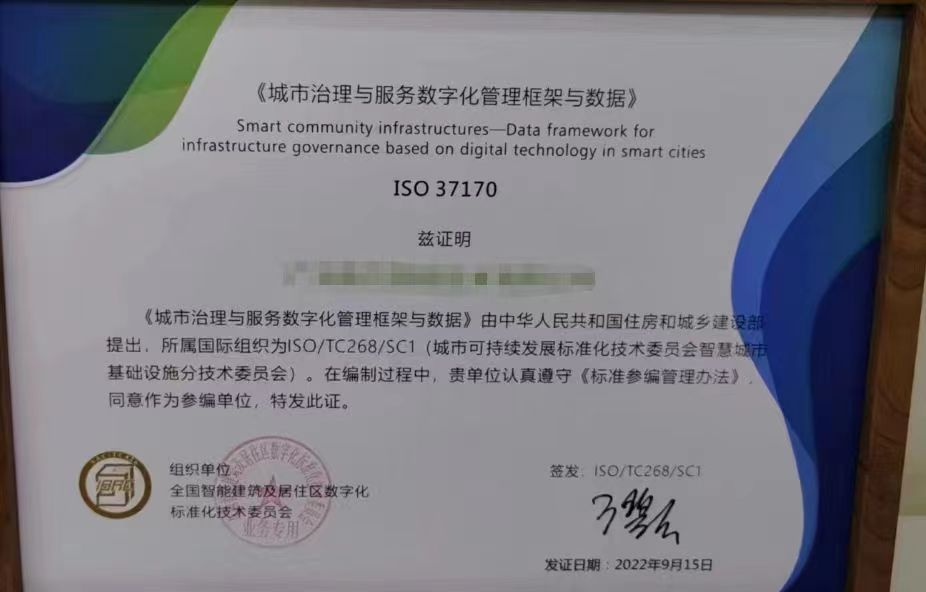 《城市治理与服务数字化管理框架与数据》
Smart community infrastructures—Data framework for
infrastructure governance based on digital technology in smart cities
ISO 37170
兹证明
《城市治理与服务数字化管理框架与数据》由中华人民共和国住房和城乡建设部
提出，所属国际组织为ISO/TC268/SC1（城市可持续发展标准化技术委员会智慧城市
基础设施分技术委员会）。在编制过程中，贵单位认真遵守《标准参编管理办法》，
同意作为参编单位，特发此证。
组织单位
全国智能建筑及居住区数字化
标准化技术委员会
业务专用
签发：ISO/TC268/SC1
发证日期：2022年9月15日